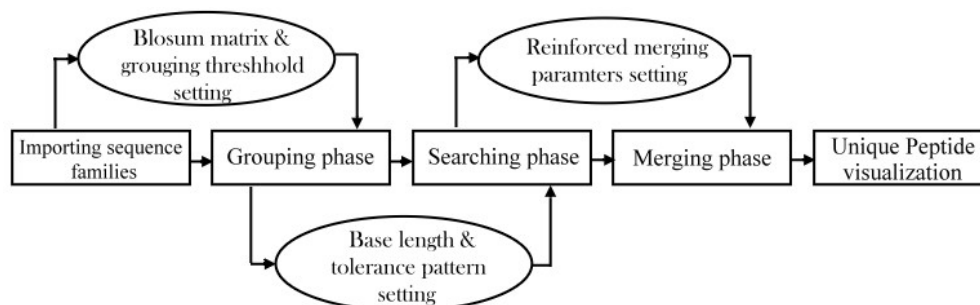 Blosum matrix &
grouging threshhold
setting
Reinforced merging
paramters setting
Importing sequence
families
Grouping phase
Searching phase
Merging phase
Unique Peptide
visualization
Base length &
tolerance pattern
setting